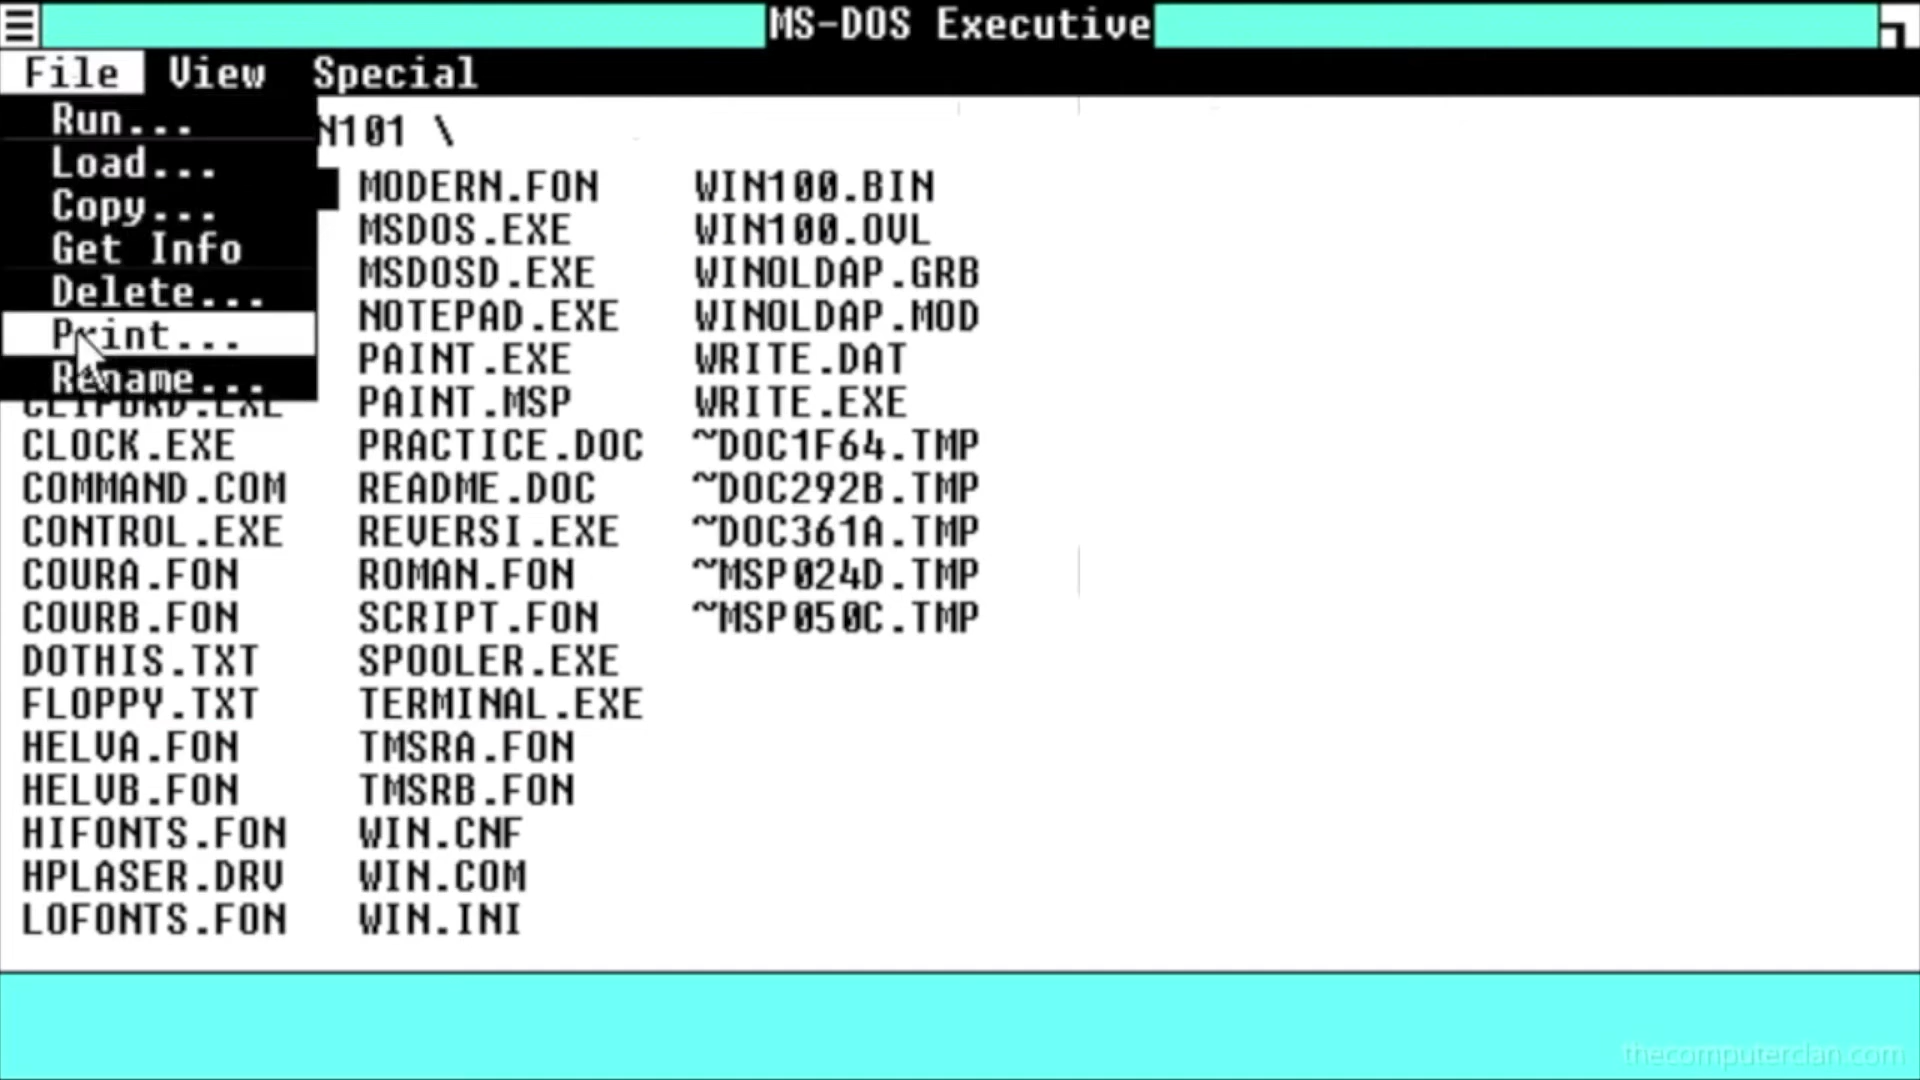 MS-DOS Executive
File View Special
Run...
Load...
Copy...
Get Info
Delete...
Print...
Rename...
N101 \
MODERN.FON WIN100.BIN
MSDOS.EXE WIN100.OVL
MSDOSD.EXE WINOLDAP.GRB
NOTEPAD.EXE WINOLDAP.MOD
PAINT.EXE WRITE.DAT
PAINT.MSP WRITE.EXE
CLOCK.EXE PRACTICE.DOC ~DOC1F64.TMP
COMMAND.COM README.DOC ~DOC292B.TMP
CONTROL.EXE REVERSI.EXE ~DOC361A.TMP
COURA.FON ROMAN.FON ~MSP024D.TMP
COURB.FON SCRIPT.FON ~MSP050C.TMP
DOTHIS.TXT SPOOLER.EXE
FLOPPY.TXT TERMINAL.EXE
HELVA.FON TMSRA.FON
HELVB.FON TMSRB.FON
HIFONTS.FON WIN.CNF
HPLASER.DRV WIN.COM
LOFONTS.FON WIN.INI
thecomputerclan.com